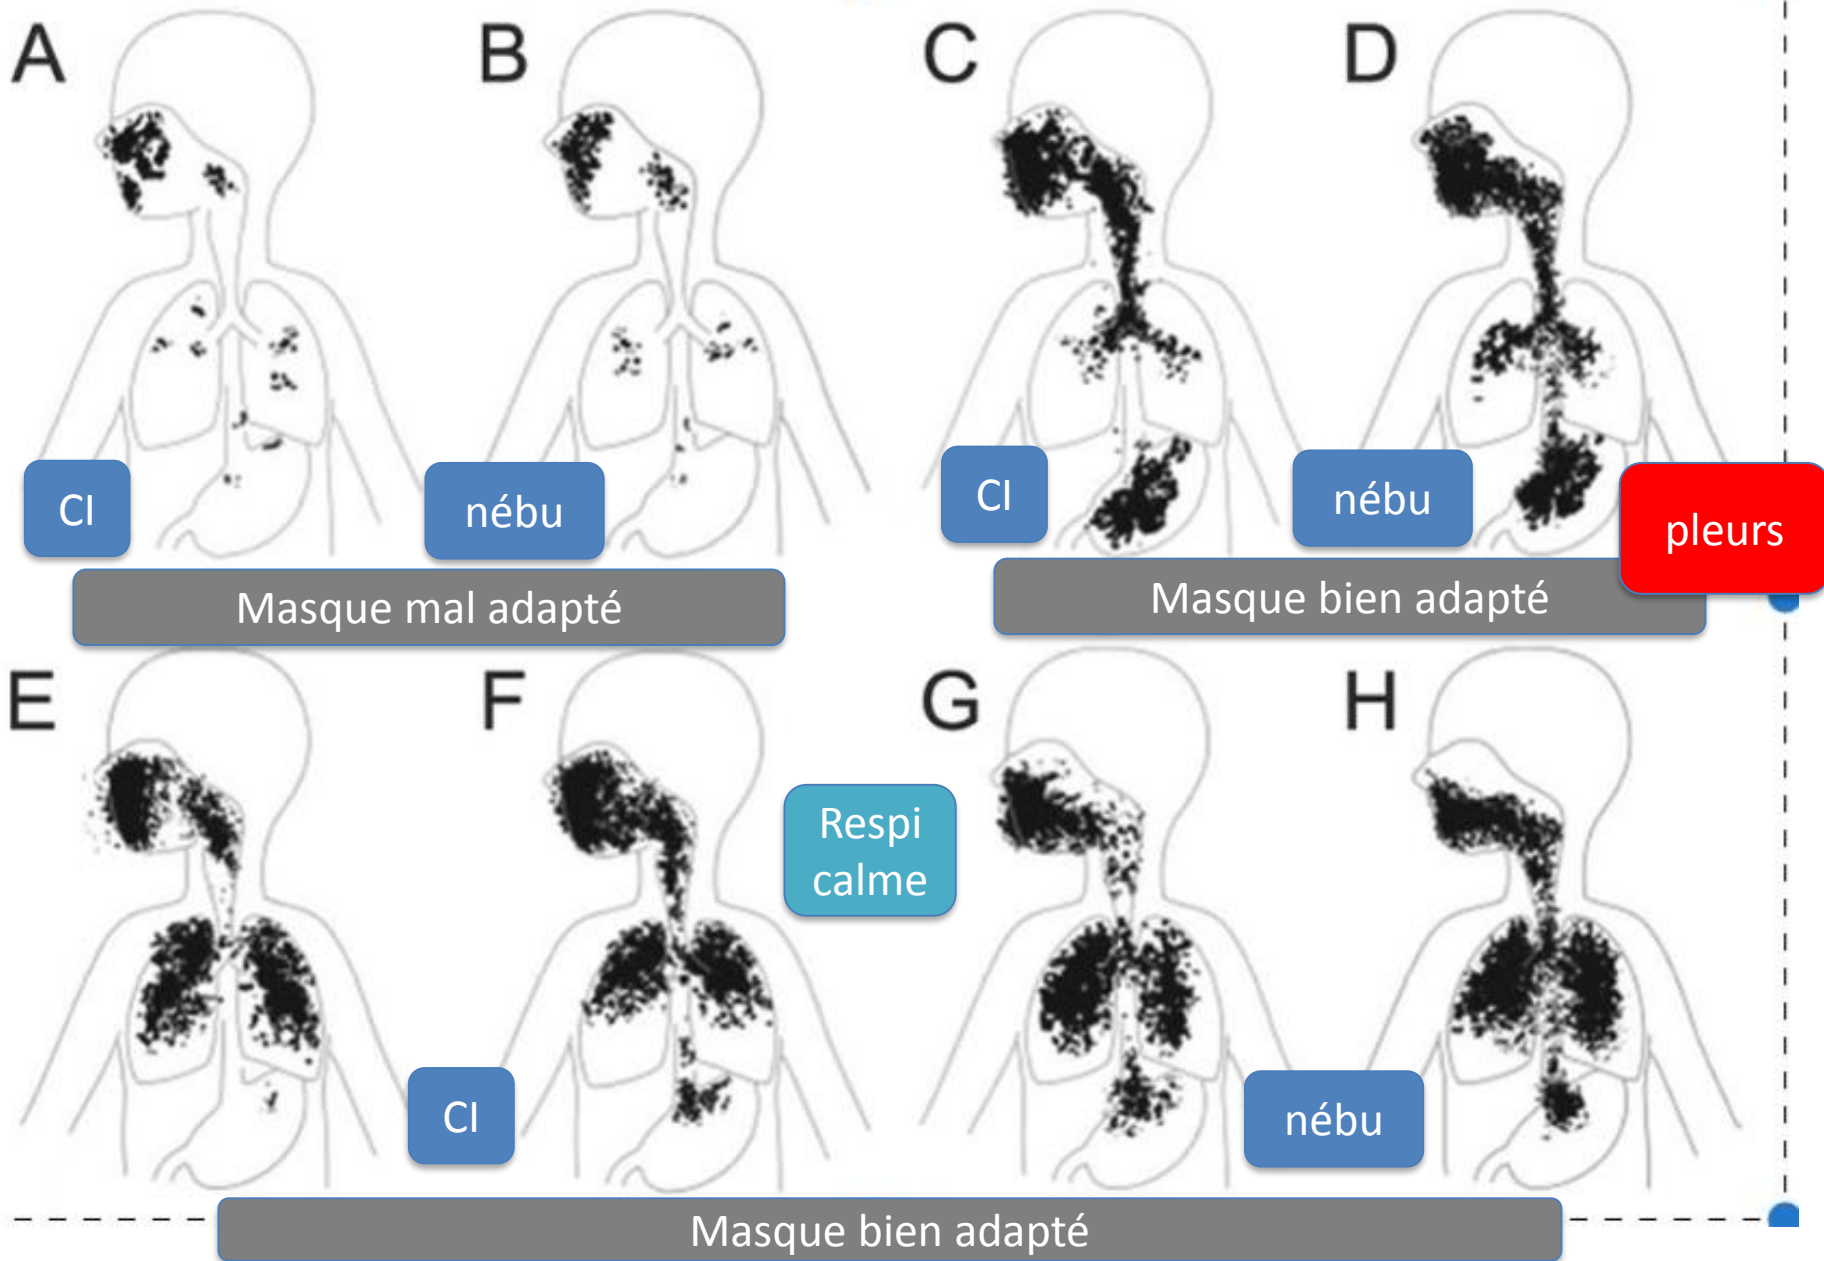 A
B
C
D
CI
nébu
CI
nébu
pleurs
Masque mal adapté
Masque bien adapté
E
F
G
H
Respi
calme
CI
nébu
Masque bien adapté